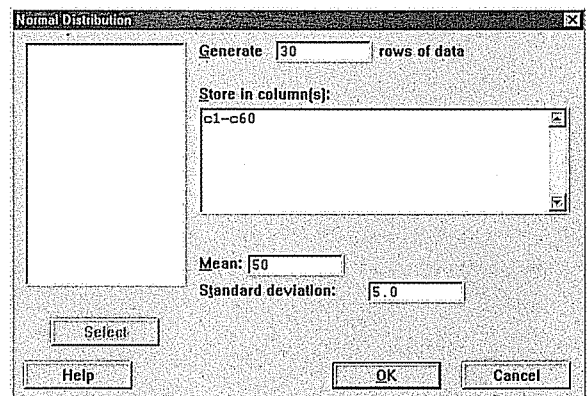 Normal Distribution
Generate 30 rows of data
Store in column(s):
c1-c60
Mean: 50
Standard deviation: 5.0
Select
Help
OK
Cancel